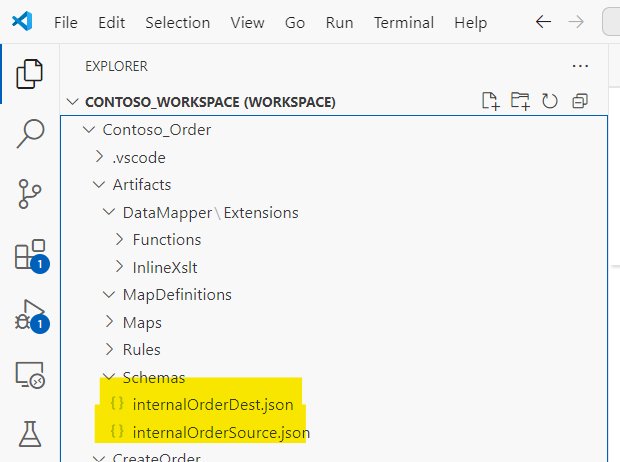 File Edit Selection View Go Run Terminal Help
EXPLORER
CONTOSO_WORKSPACE (WORKSPACE)
Contoso_Order
.vscode
Artifacts
DataMapper\Extensions
Functions
InlineXslt
1
MapDefinitions
Maps
1
Rules
Schemas
{} internalOrderDest.json
{} internalOrderSource.json
CreateOrder